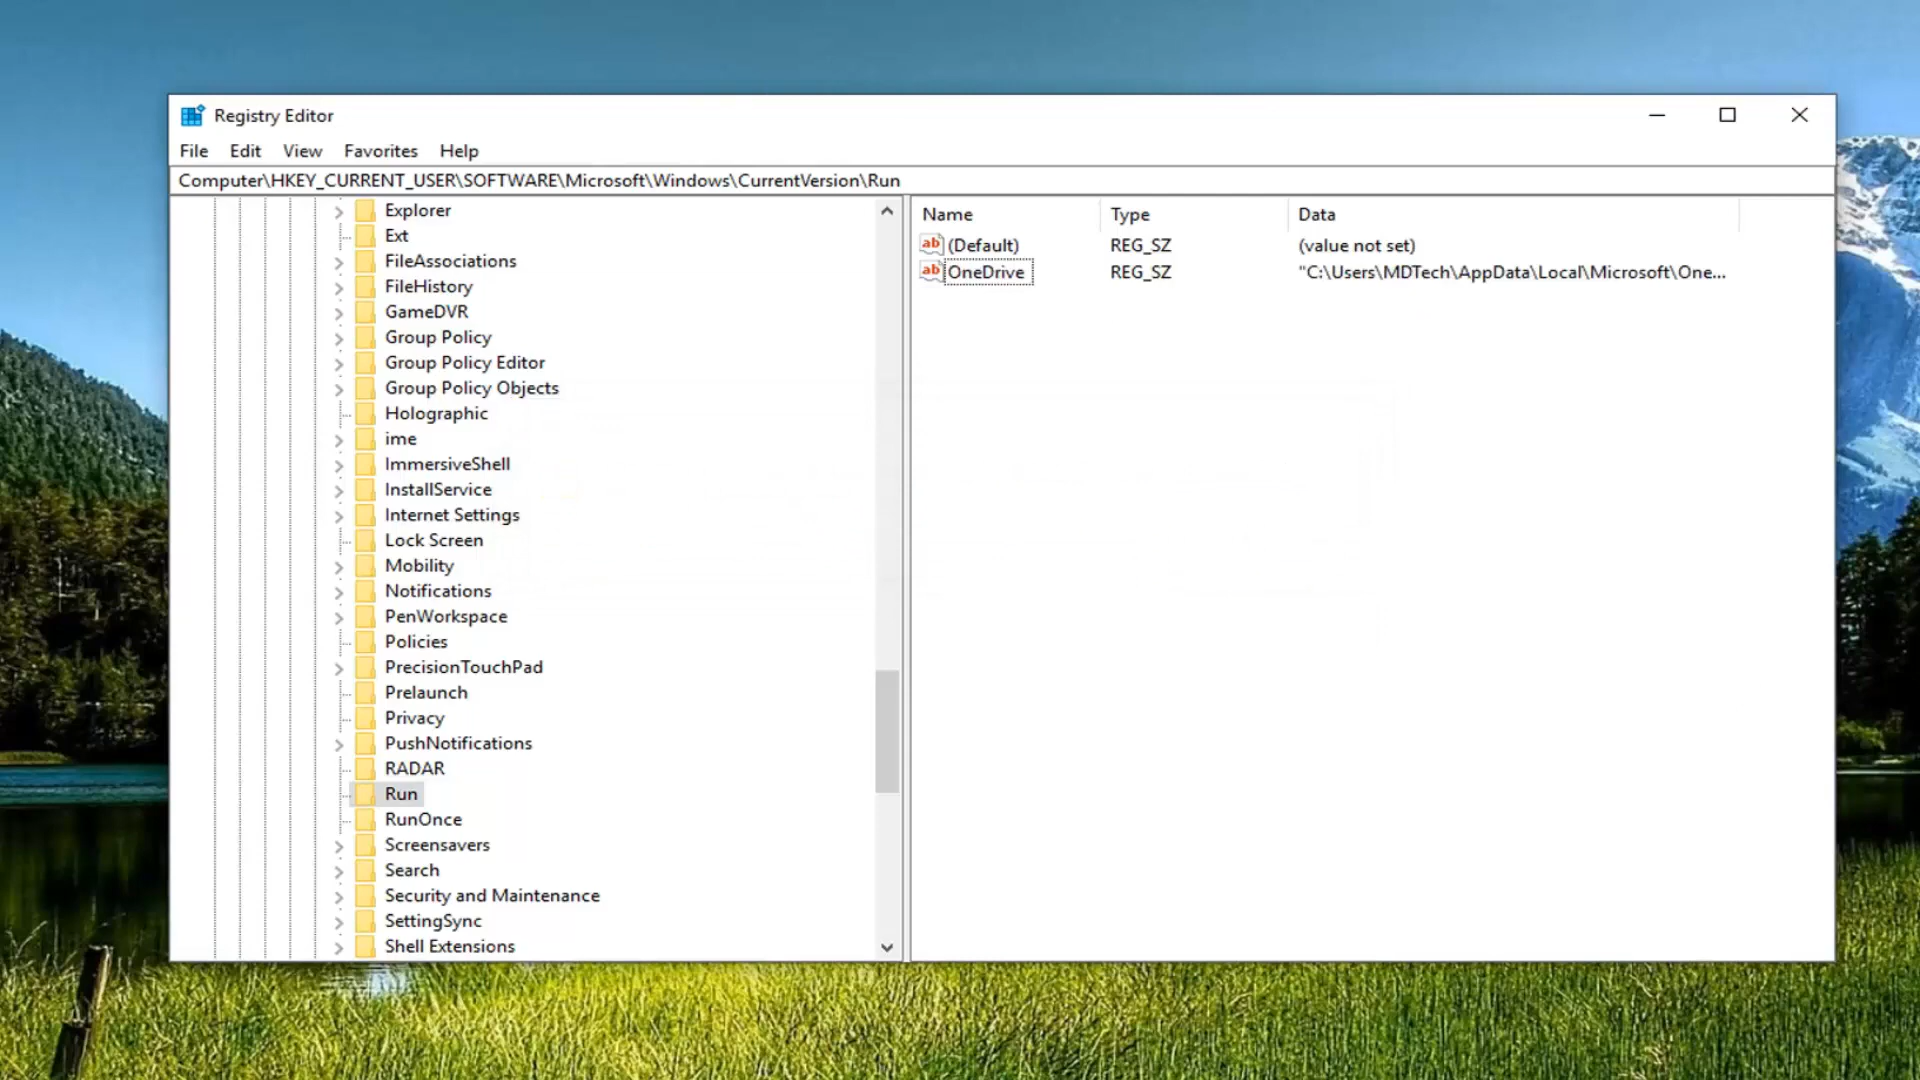 Registry Editor
File Edit View Favorites Help
Computer\HKEY_CURRENT_USER\SOFTWARE\Microsoft\Windows\CurrentVersion\Run
Explorer
Ext
FileAssociations
FileHistory
GameDVR
Group Policy
Group Policy Editor
Group Policy Objects
Holographic
ime
ImmersiveShell
InstallService
Internet Settings
Lock Screen
Mobility
Notifications
PenWorkspace
Policies
PrecisionTouchPad
Prelaunch
Privacy
PushNotifications
RADAR
Run
RunOnce
Screensavers
Search
Security and Maintenance
SettingSync
Shell Extensions
Name Type Data
ab (Default) REG_SZ (value not set)
ab OneDrive REG_SZ "C:\Users\MDTech\AppData\Local\Microsoft\One...